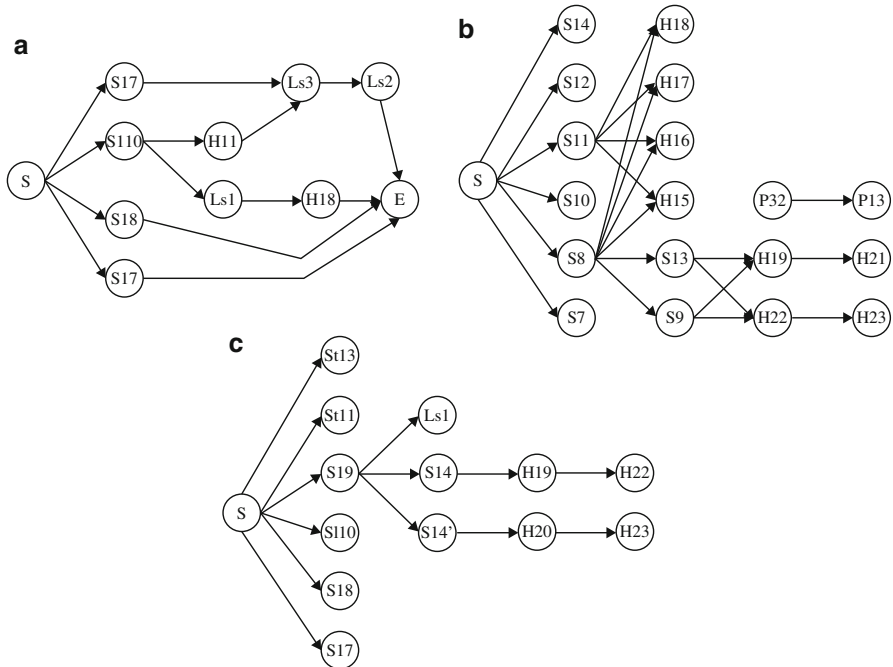 a
S17
Ls3
Ls2
S110
H11
S
Ls1
H18
E
S18
S17
b
S14
H18
S12
H17
S11
H16
S
S10
H15
P32
P13
S8
S13
H19
H21
S7
S9
H22
H23
c
St13
St11
Ls1
S19
S14
H19
H22
S
Sl10
S14'
H20
H23
S18
S17